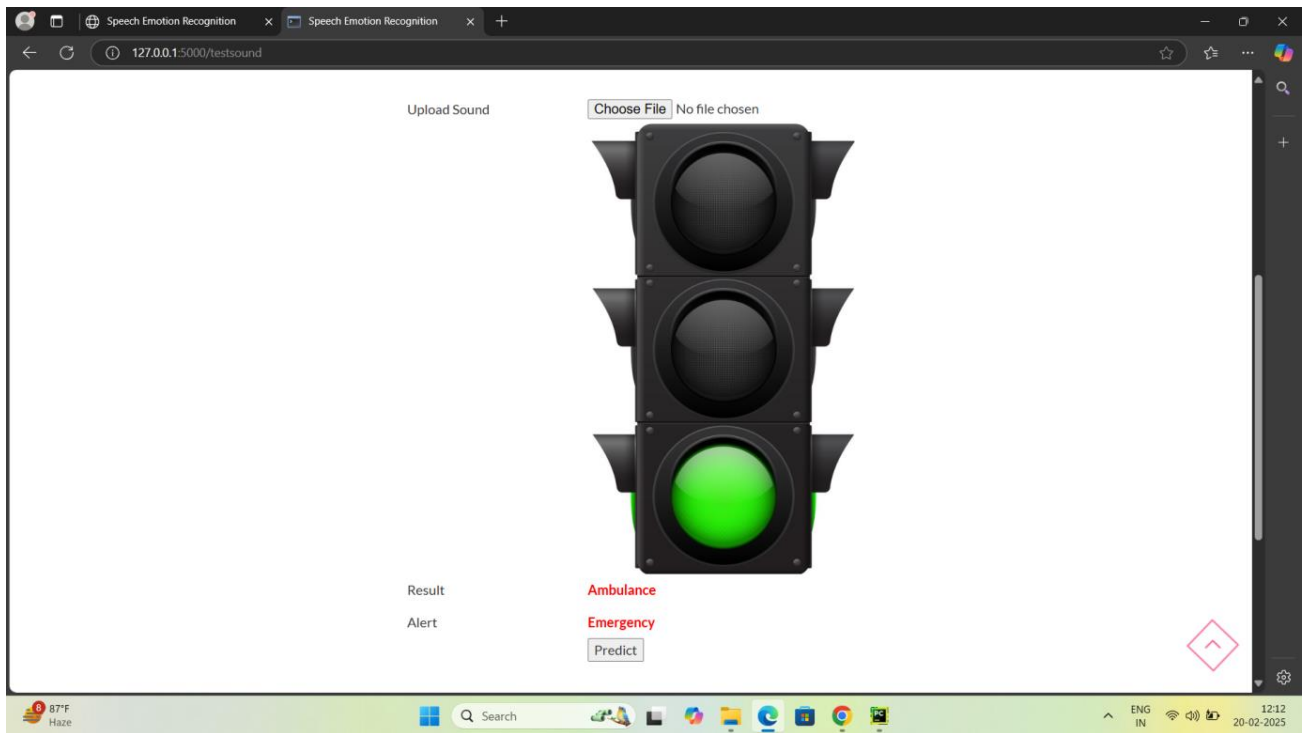 Speech Emotion Recognition
Speech Emotion Recognition
127.0.0.1:5000/testsound
Upload Sound Choose File No file chosen
Result Ambulance
Alert Emergency
Predict
8 87°F
Haze
Search
ENG
IN
12:12
20-02-2025